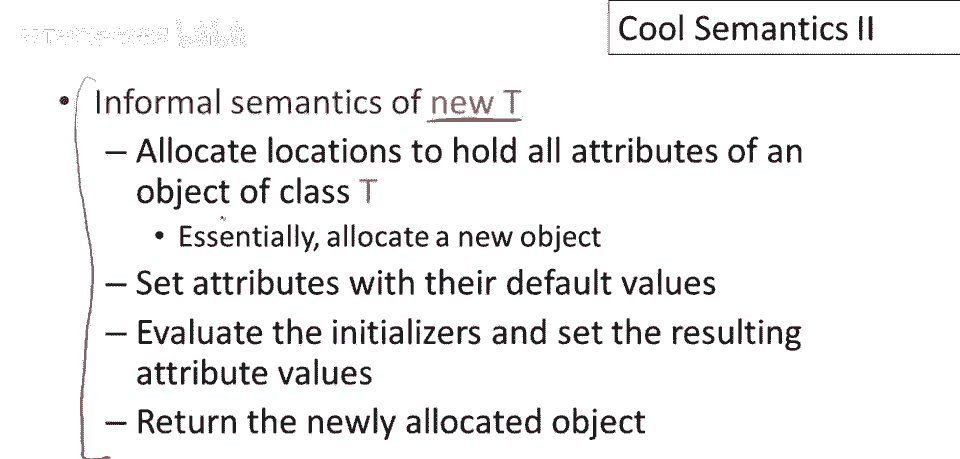 Cool Semantics II
• Informal semantics of new T
– Allocate locations to hold all attributes of an
object of class T
• Essentially, allocate a new object
– Set attributes with their default values
– Evaluate the initializers and set the resulting
attribute values
– Return the newly allocated object